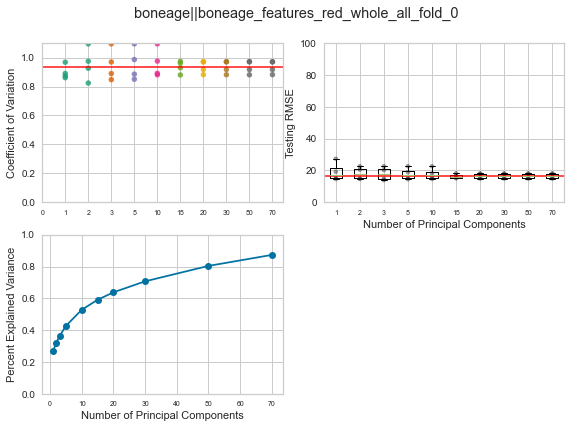 boneage||boneage_features_red_whole_all_fold_0
Coefficient of Variation
1.0
0.8
0.6
0.4
0.2
0.0
0 1 2 3 5 10 15 20 30 50 70
Testing RMSE
100
80
60
40
20
0
1 2 3 5 10 15 20 30 50 70
Number of Principal Components
Percent Explained Variance
1.0
0.8
0.6
0.4
0.2
0.0
0 10 20 30 40 50 60 70
Number of Principal Components